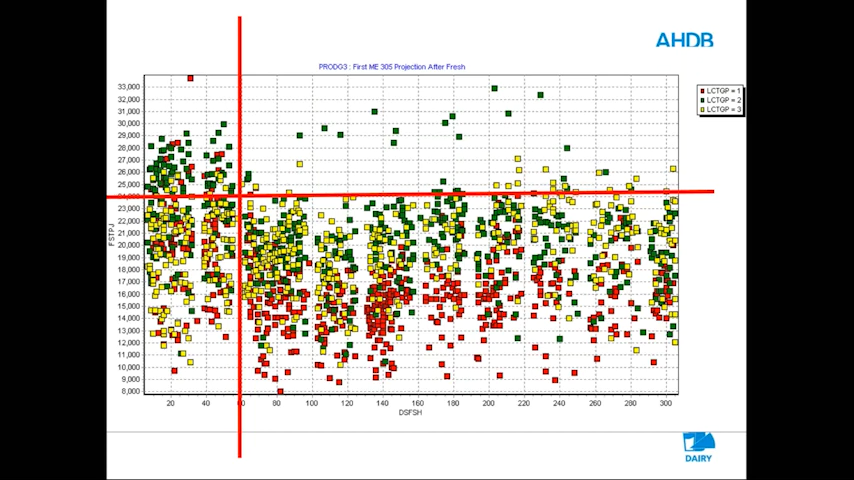 AHDB
PRODG3 : First ME 305 Projection After Fresh
LCTGP = 1
LCTGP = 2
LCTGP = 3
33,000
32,000
31,000
30,000
29,000
28,000
27,000
26,000
25,000
24,000
23,000
22,000
21,000
20,000
19,000
18,000
17,000
16,000
15,000
14,000
13,000
12,000
11,000
10,000
9,000
8,000
FSTPJ
20 40 60 80 100 120 140 160 180 200 220 240 260 280 300
DSFSH
DAIRY